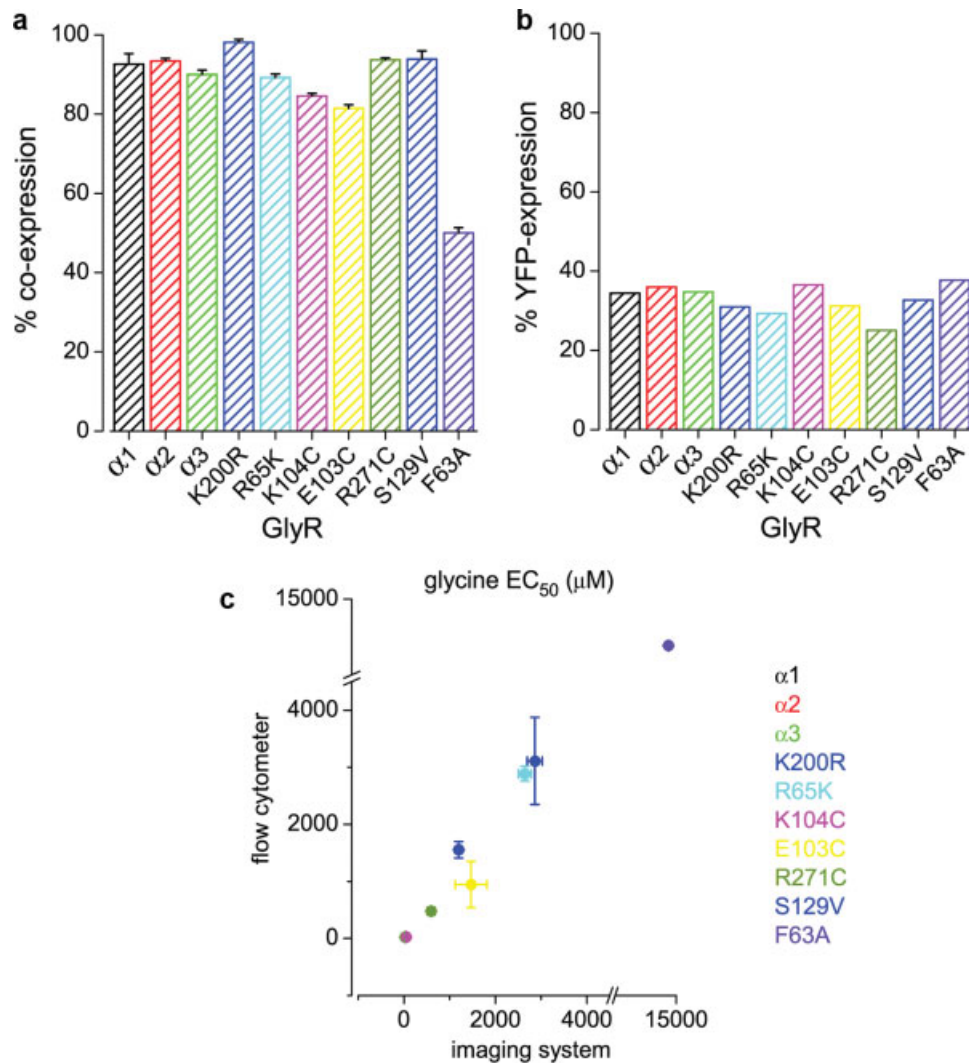 a
100
80
60
40
20
0
% co-expression
α1
α2
α3
K200R
R65K
K104C
E103C
R271C
S129V
F63A
GlyR
b
100
80
60
40
20
0
% YFP-expression
α1
α2
α3
K200R
R65K
K104C
E103C
R271C
S129V
F63A
GlyR
c
glycine EC50 (μM)
15000
4000
2000
0
flow cytometer
0 2000 4000 15000
imaging system
α1
α2
α3
K200R
R65K
K104C
E103C
R271C
S129V
F63A